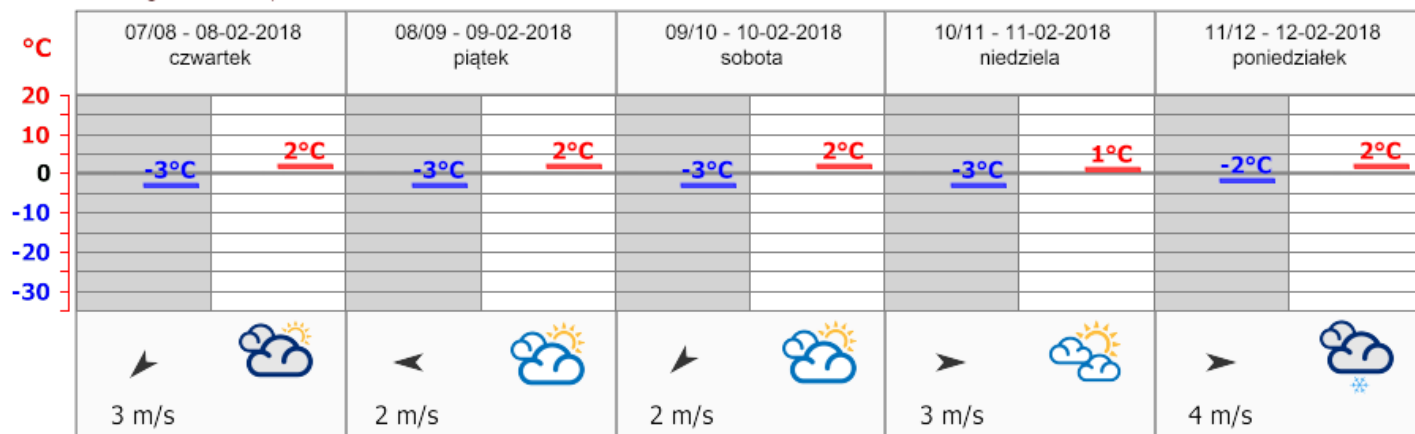 °C
07/08 - 08-02-2018
czwartek
08/09 - 09-02-2018
piątek
09/10 - 10-02-2018
sobota
10/11 - 11-02-2018
niedziela
11/12 - 12-02-2018
poniedziałek
20
10
0
-10
-20
-30
-3°C
2°C
-3°C
2°C
-3°C
2°C
-3°C
1°C
-2°C
2°C
3 m/s
2 m/s
2 m/s
3 m/s
4 m/s